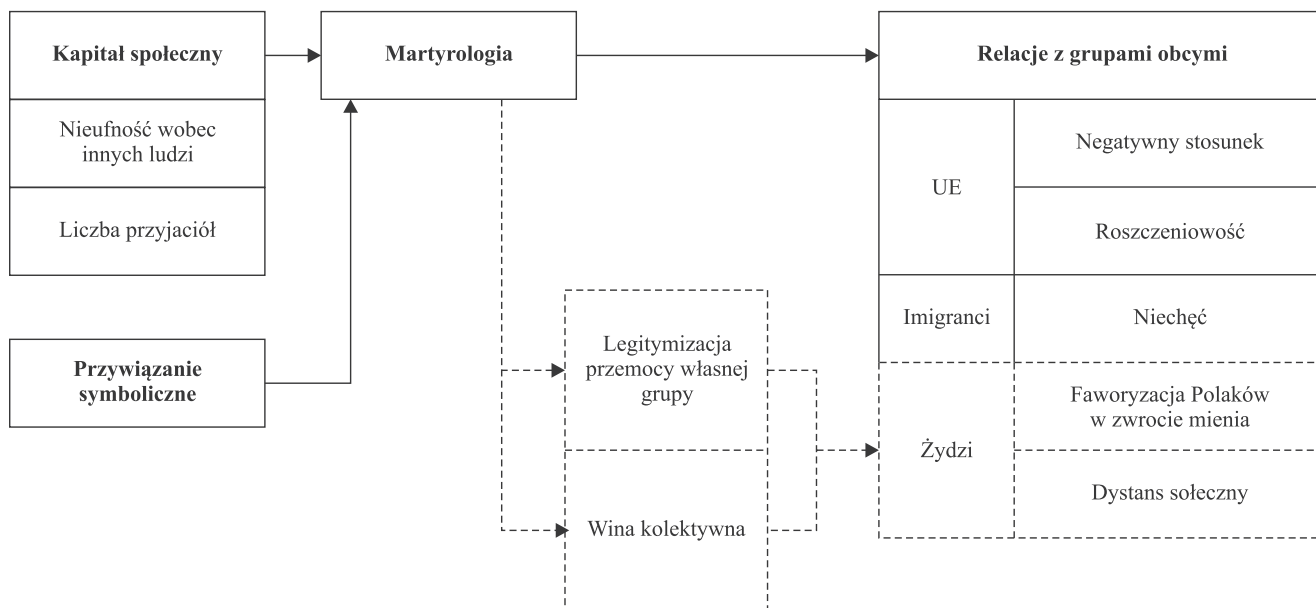 Kapitał społeczny
Nieufność wobec
innych ludzi
Liczba przyjaciół
Przywiązanie
symboliczne
Martyrologia
Legitymizacja
przemocy własnej
grupy
Wina kolektywna
Relacje z grupami obcymi
UE
Negatywny stosunek
Roszczeniowość
Imigranci
Niechęć
Żydzi
Faworyzacja Polaków
w zwrocie mienia
Dystans sołeczny